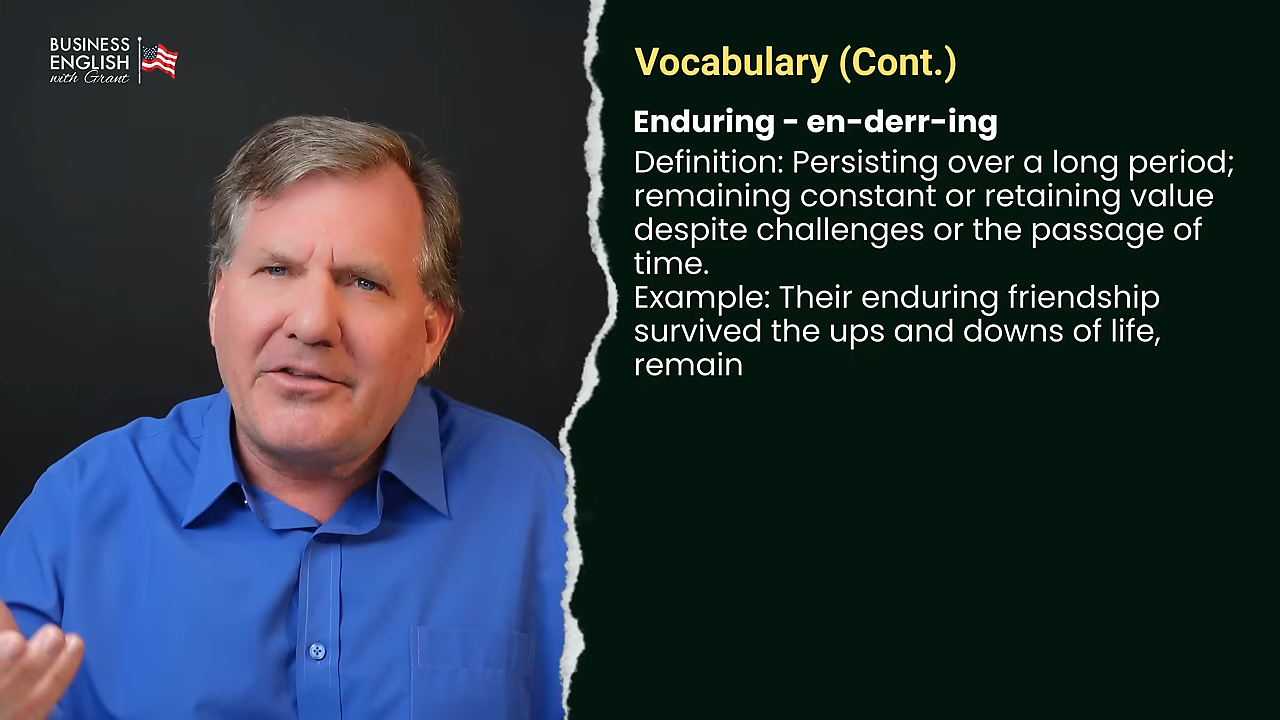 BUSINESS
ENGLISH
with Grant
Vocabulary (Cont.)
Enduring - en-derr-ing
Definition: Persisting over a long period;
remaining constant or retaining value
despite challenges or the passage of
time.
Example: Their enduring friendship
survived the ups and downs of life,
remain